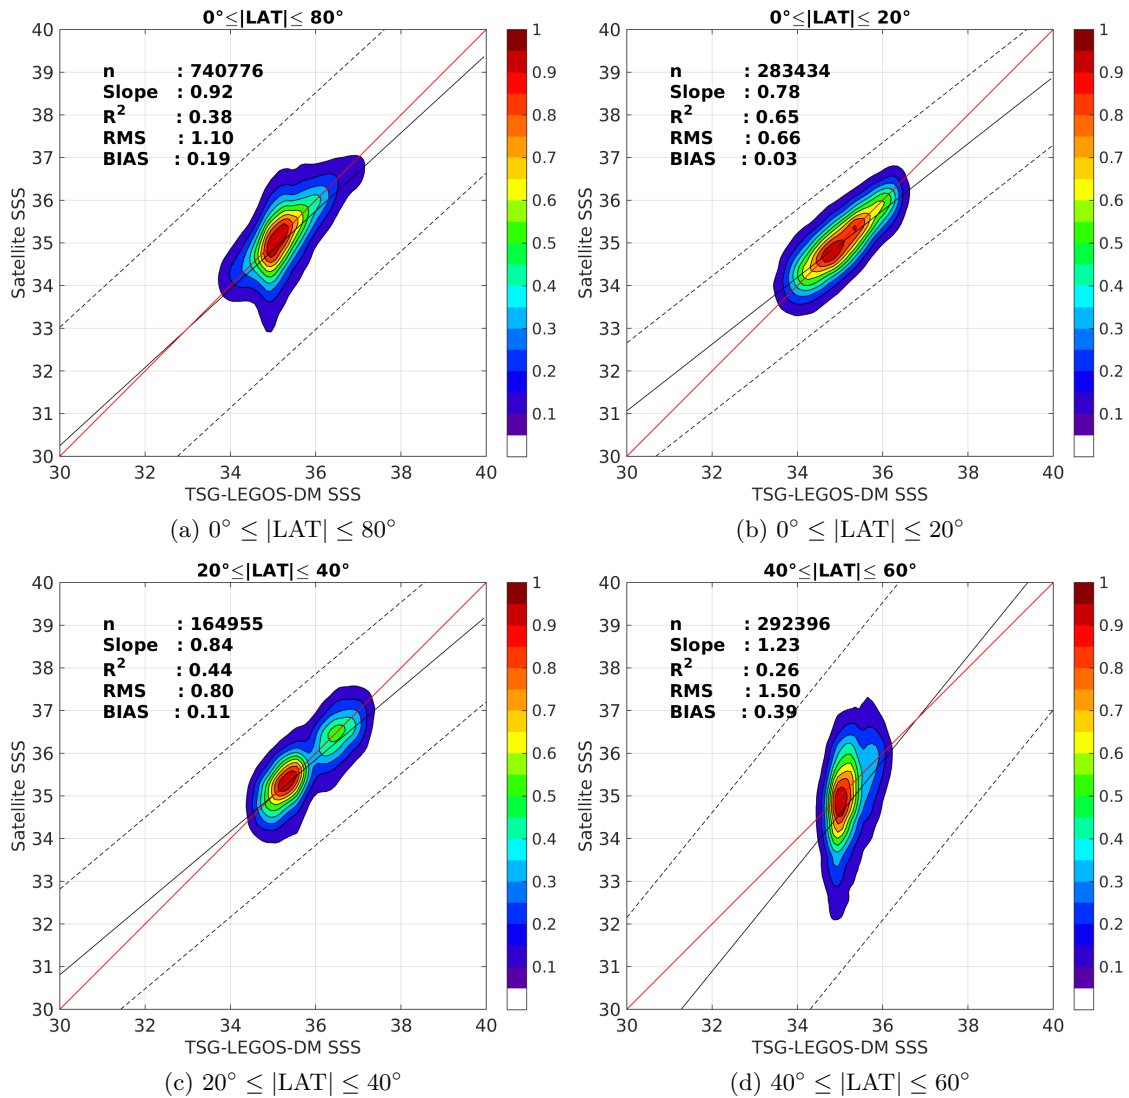 0°≤|LAT|≤ 80°
n : 740776
Slope : 0.92
R² : 0.38
RMS : 1.10
BIAS : 0.19
40
39
38
37
36
35
34
33
32
31
30
Satellite SSS
30 32 34 36 38 40
TSG-LEGOS-DM SSS
1
0.9
0.8
0.7
0.6
0.5
0.4
0.3
0.2
0.1
(a) 0° ≤ |LAT| ≤ 80°
0°≤|LAT|≤ 20°
n : 283434
Slope : 0.78
R² : 0.65
RMS : 0.66
BIAS : 0.03
40
39
38
37
36
35
34
33
32
31
30
Satellite SSS
30 32 34 36 38 40
TSG-LEGOS-DM SSS
1
0.9
0.8
0.7
0.6
0.5
0.4
0.3
0.2
0.1
(b) 0° ≤ |LAT| ≤ 20°
20°≤|LAT|≤ 40°
n : 164955
Slope : 0.84
R² : 0.44
RMS : 0.80
BIAS : 0.11
40
39
38
37
36
35
34
33
32
31
30
Satellite SSS
30 32 34 36 38 40
TSG-LEGOS-DM SSS
1
0.9
0.8
0.7
0.6
0.5
0.4
0.3
0.2
0.1
(c) 20° ≤ |LAT| ≤ 40°
40°≤|LAT|≤ 60°
n : 292396
Slope : 1.23
R² : 0.26
RMS : 1.50
BIAS : 0.39
40
39
38
37
36
35
34
33
32
31
30
Satellite SSS
30 32 34 36 38 40
TSG-LEGOS-DM SSS
1
0.9
0.8
0.7
0.6
0.5
0.4
0.3
0.2
0.1
(d) 40° ≤ |LAT| ≤ 60°